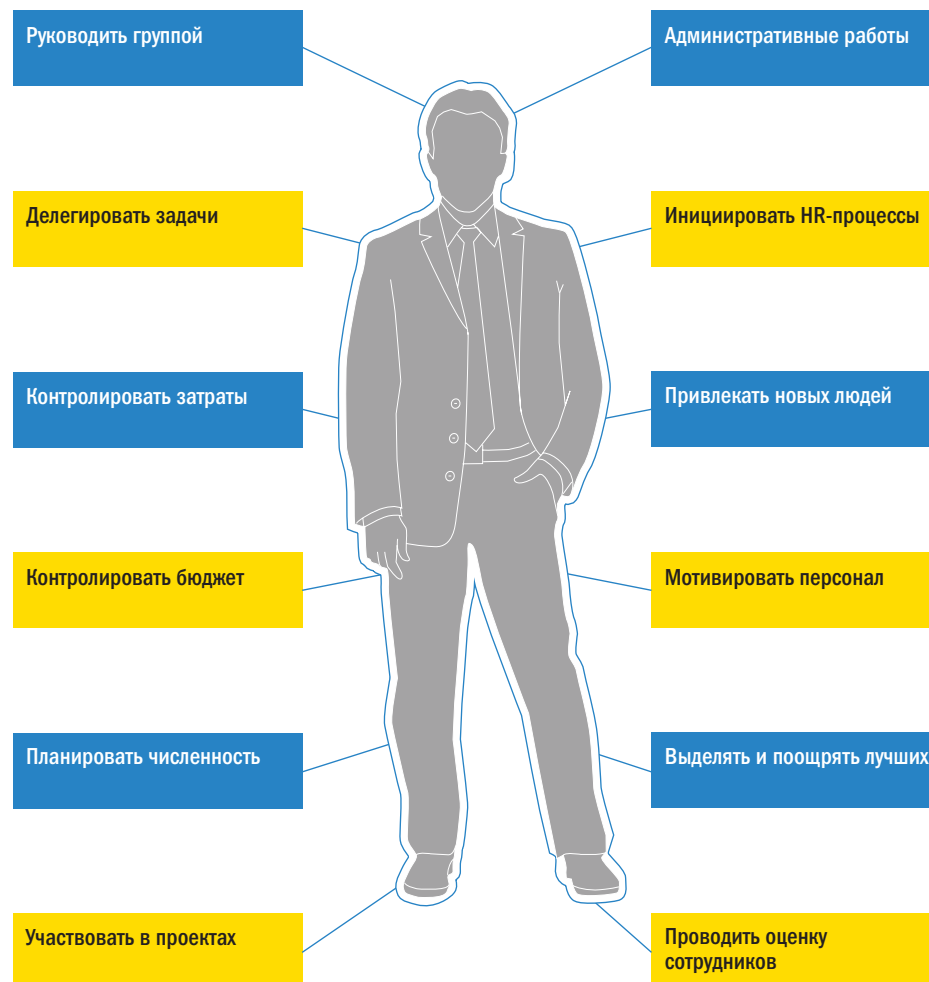 Руководить группой
Административные работы
Делегировать задачи
Инициировать HR-процессы
Контролировать затраты
Привлекать новых людей
Контролировать бюджет
Мотивировать персонал
Планировать численность
Выделять и поощрять лучших
Участвовать в проектах
Проводить оценку
сотрудников